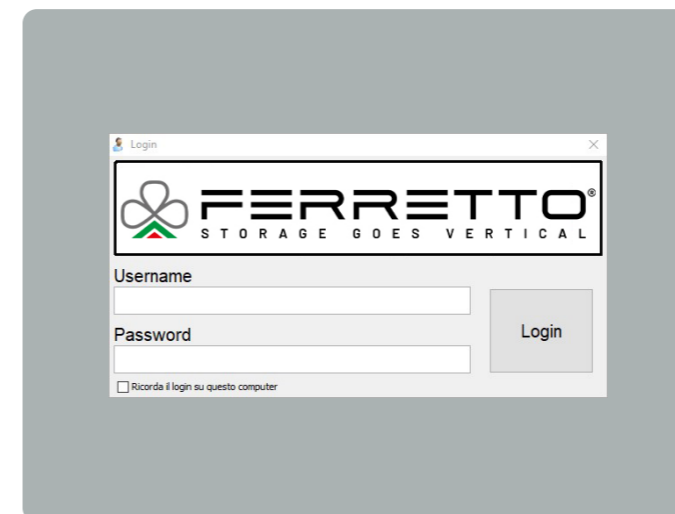 Login
FERRETTO®
STORAGE GOES VERTICAL
Username
Password
Login
Ricorda il login su questo computer